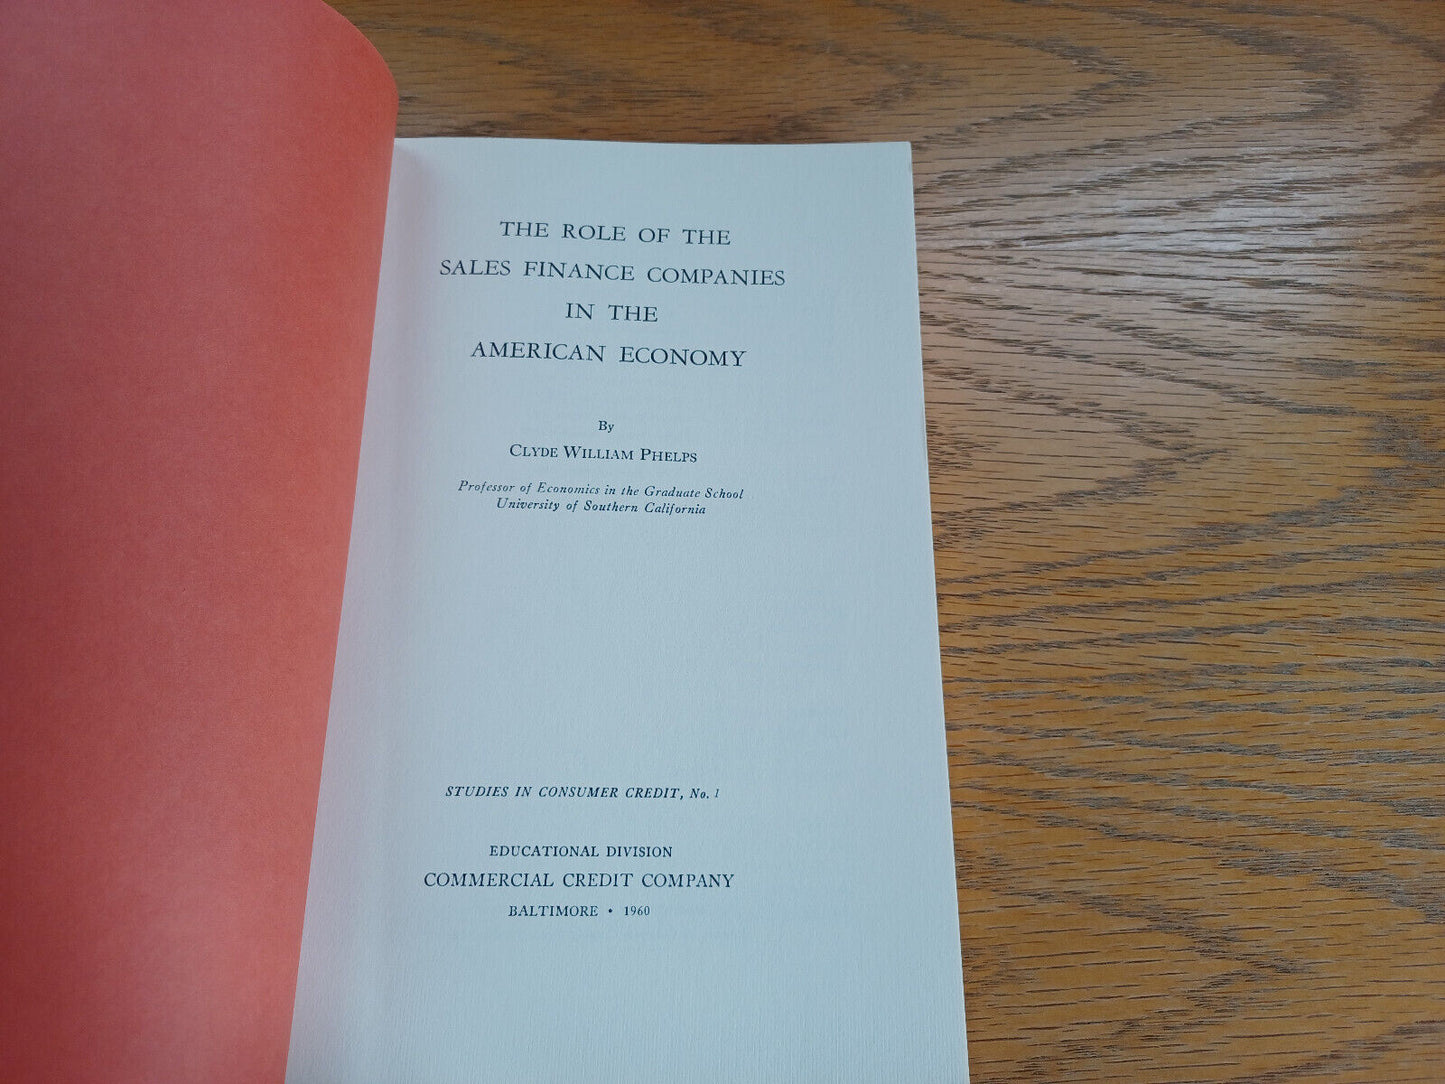 THE ROLE OF THE
SALES FINANCE COMPANIES
IN THE
AMERICAN ECONOMY
By
CLYDE WILLIAM PHELPS
Professor of Economics in the Graduate School
University of Southern California
STUDIES IN CONSUMER CREDIT, No. 1
EDUCATIONAL DIVISION
COMMERCIAL CREDIT COMPANY
BALTIMORE • 1960